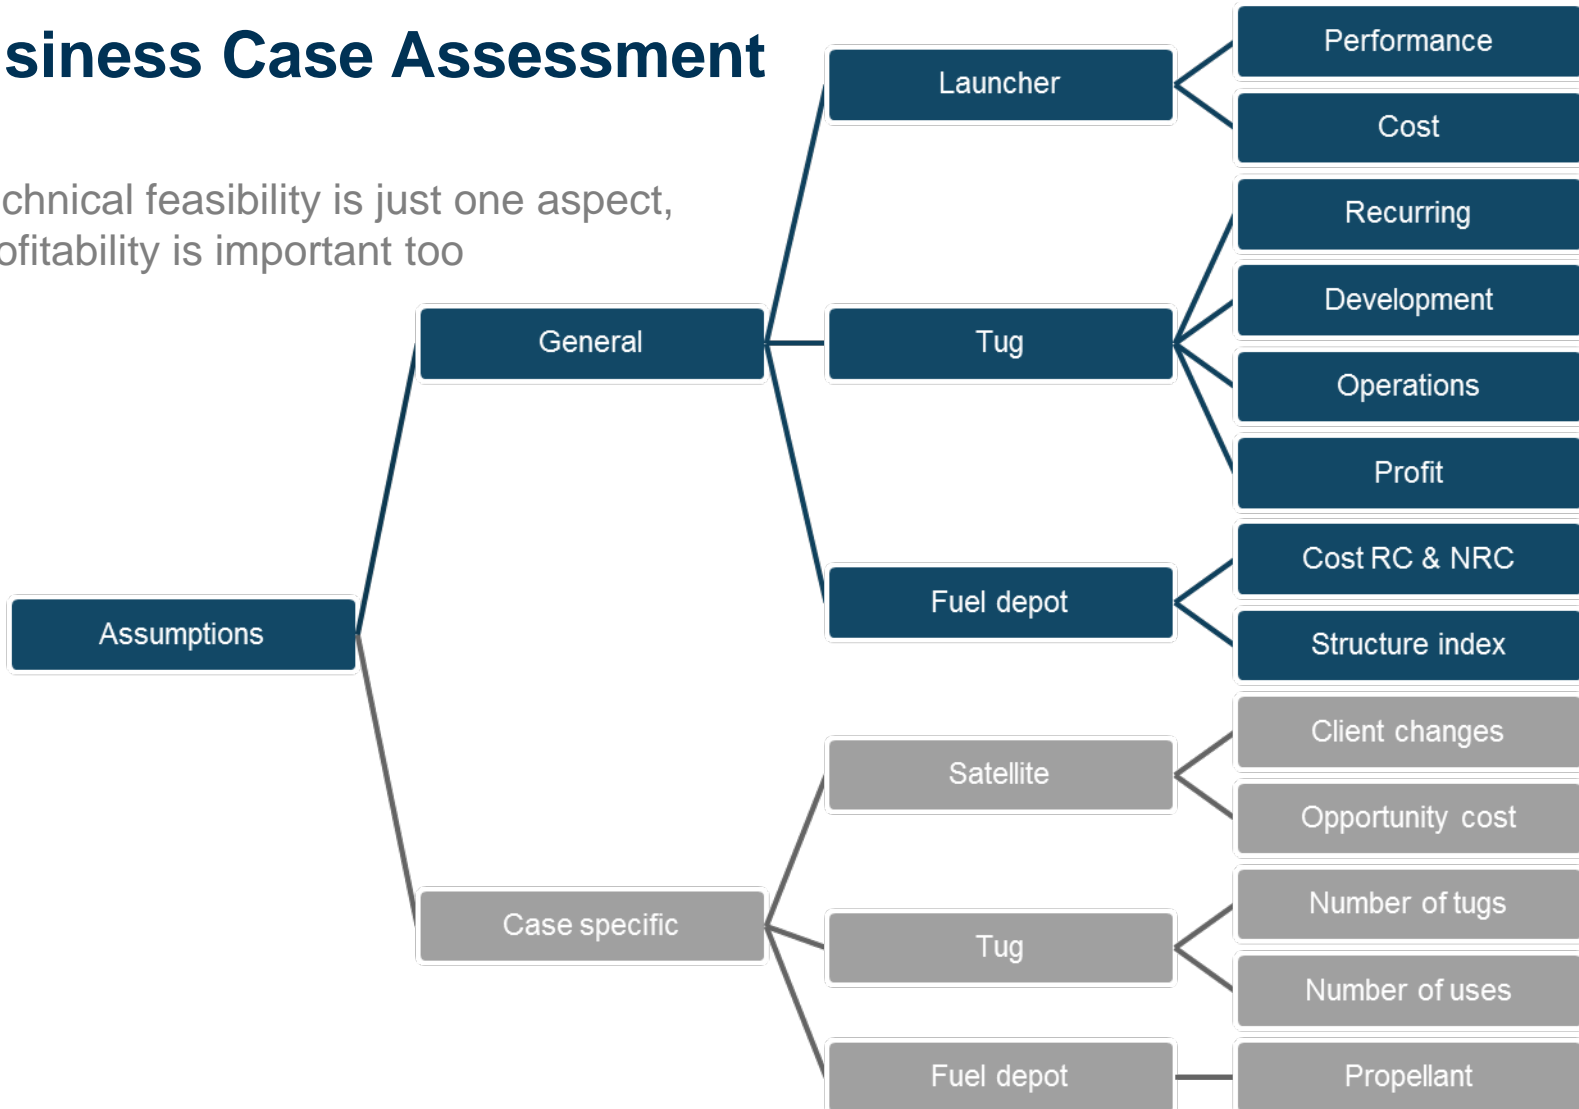 siness Case Assessment
chnical feasibility is just one aspect,
ofitability is important too
Assumptions
General
Launcher
Performance
Cost
Tug
Recurring
Development
Operations
Profit
Fuel depot
Cost RC & NRC
Structure index
Case specific
Satellite
Client changes
Opportunity cost
Tug
Number of tugs
Number of uses
Fuel depot
Propellant